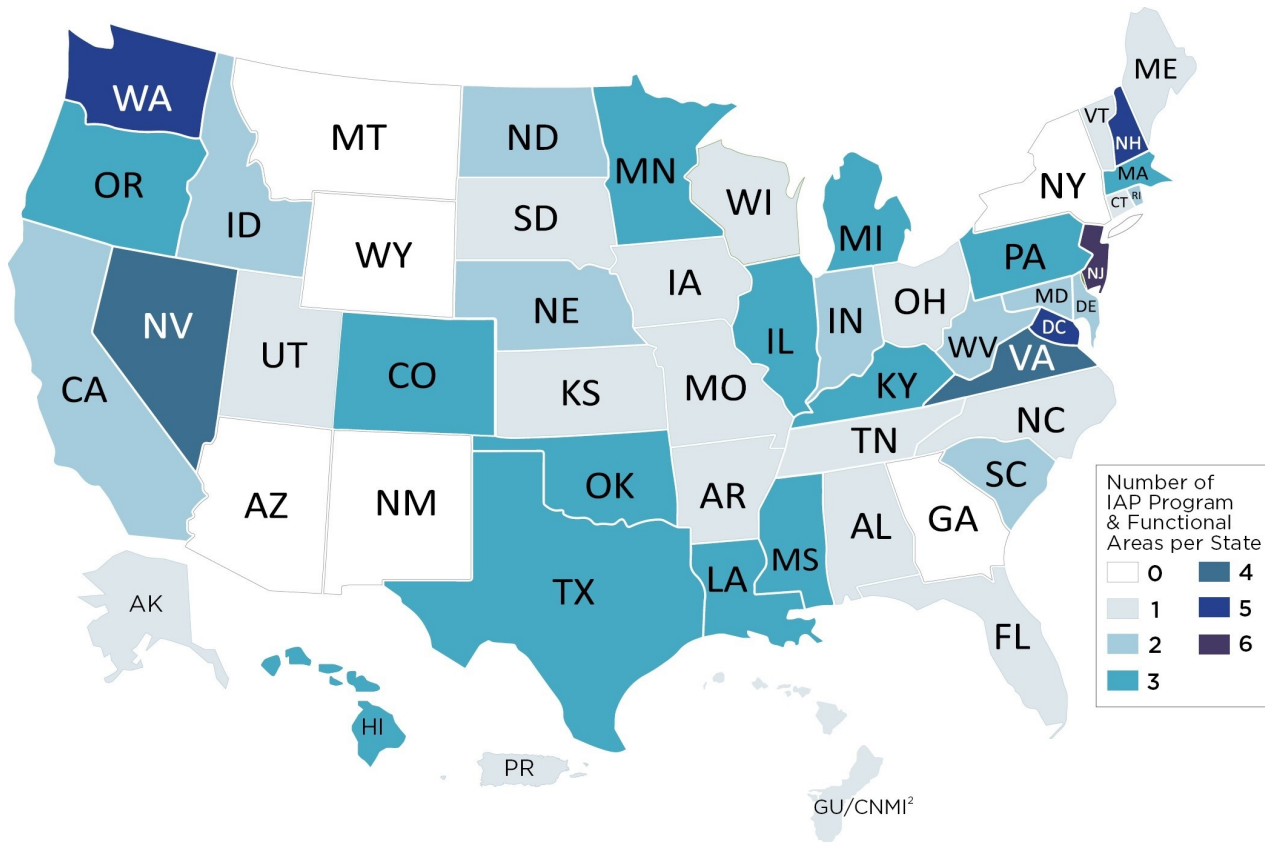 WA
MT
ND
MN
ME
VT
NH
OR
ID
WY
SD
WI
MI
NY
MA
CT
RI
NV
CA
UT
CO
NE
IA
IL
IN
OH
PA
NJ
MD
DE
DC
WV
VA
KS
MO
KY
AZ
NM
OK
AR
TN
NC
SC
TX
LA
MS
AL
GA
FL
AK
HI
PR
GU/CNMI²
Number of
IAP Program
& Functional
Areas per State
0 4
1 5
2 6
3